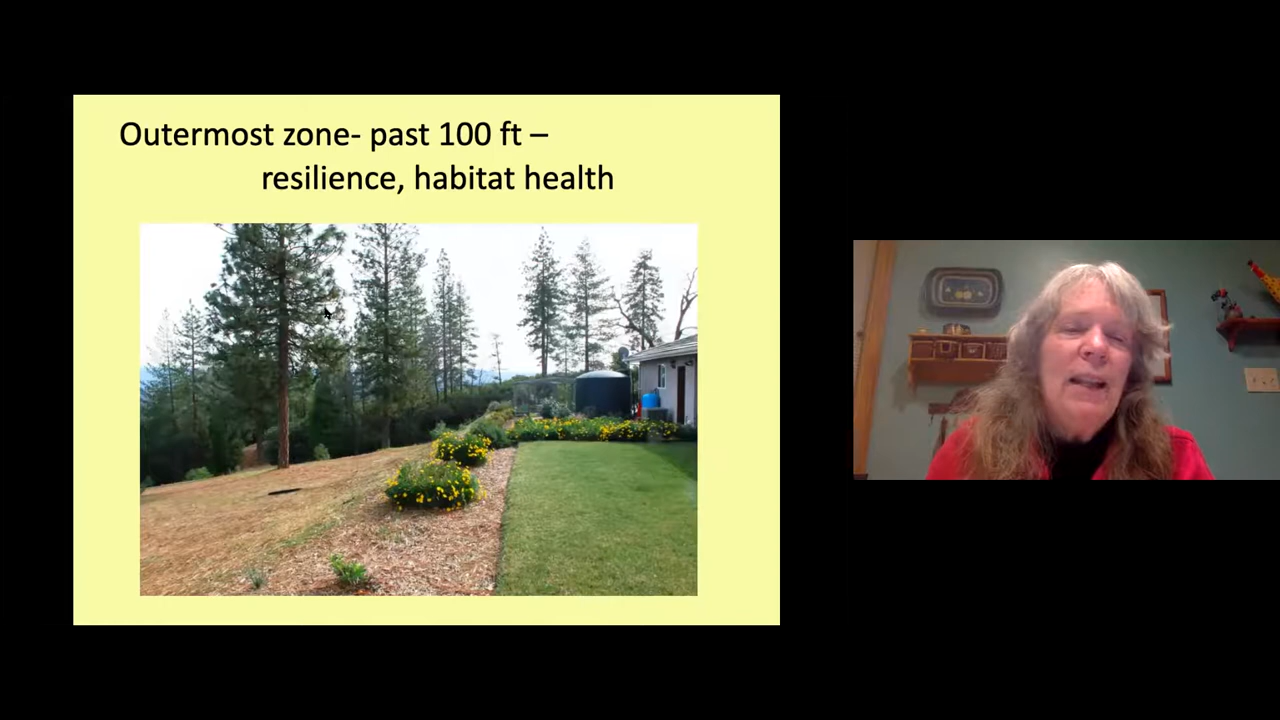 Outermost zone- past 100 ft –
resilience, habitat health